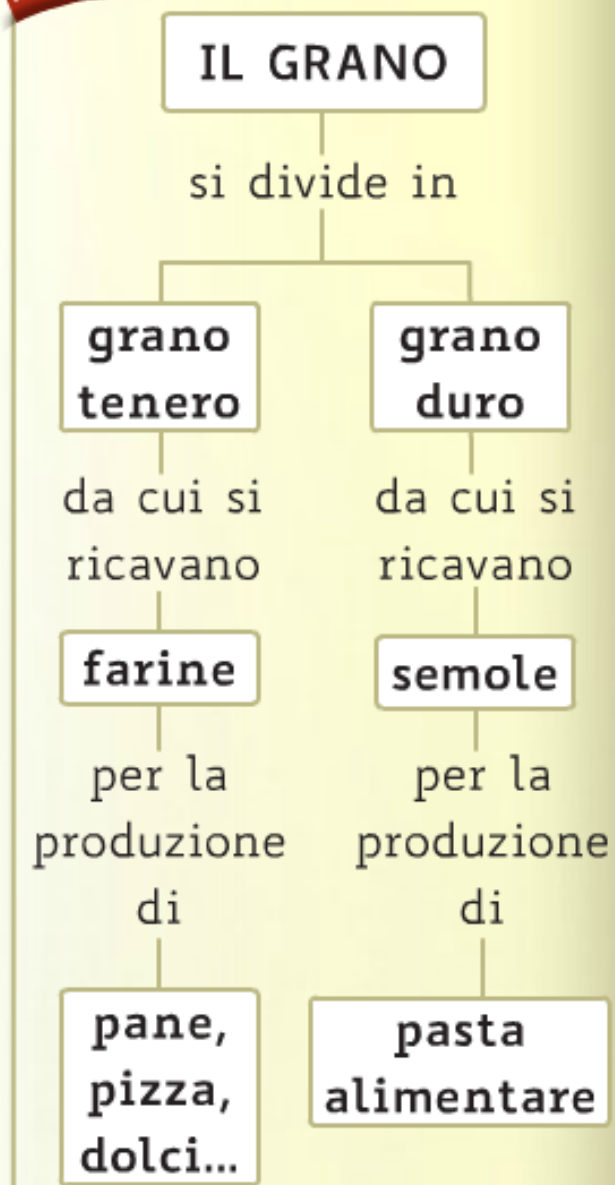 IL GRANO
si divide in
grano
tenero
da cui si
ricavano
farine
per la
produzione
di
pane,
pizza,
dolci...
grano
duro
da cui si
ricavano
semole
per la
produzione
di
pasta
alimentare